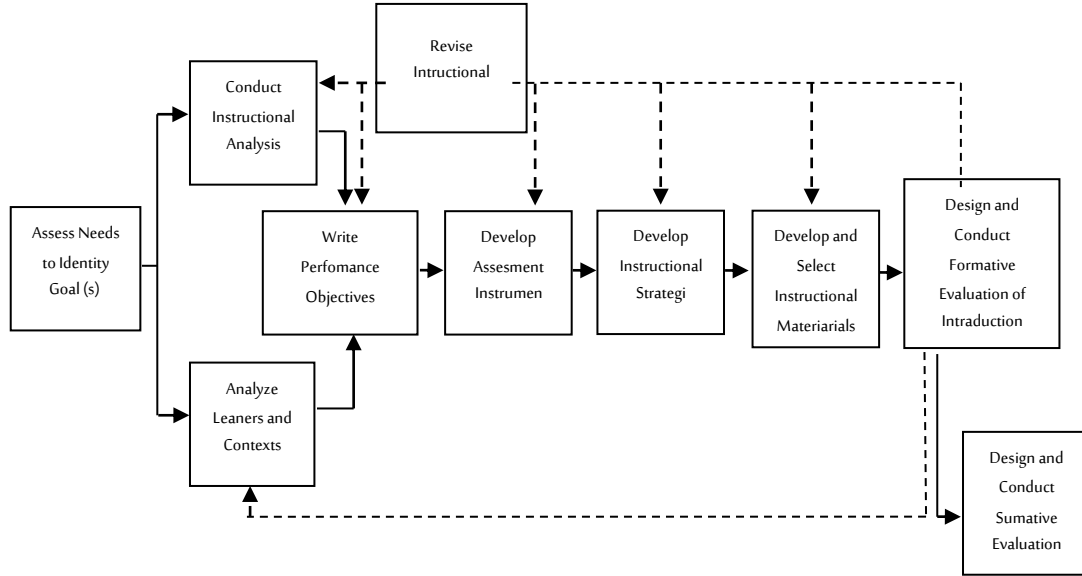 Revise
Intructional
Conduct
Instructional
Analysis
Assess Needs
to Identity
Goal (s)
Write
Perfomance
Objectives
Develop
Assesment
Instrumen
Develop
Instructional
Strategi
Develop and
Select
Instructional
Materiarials
Design and
Conduct
Formative
Evaluation of
Intraduction
Analyze
Leaners and
Contexts
Design and
Conduct
Sumative
Evaluation